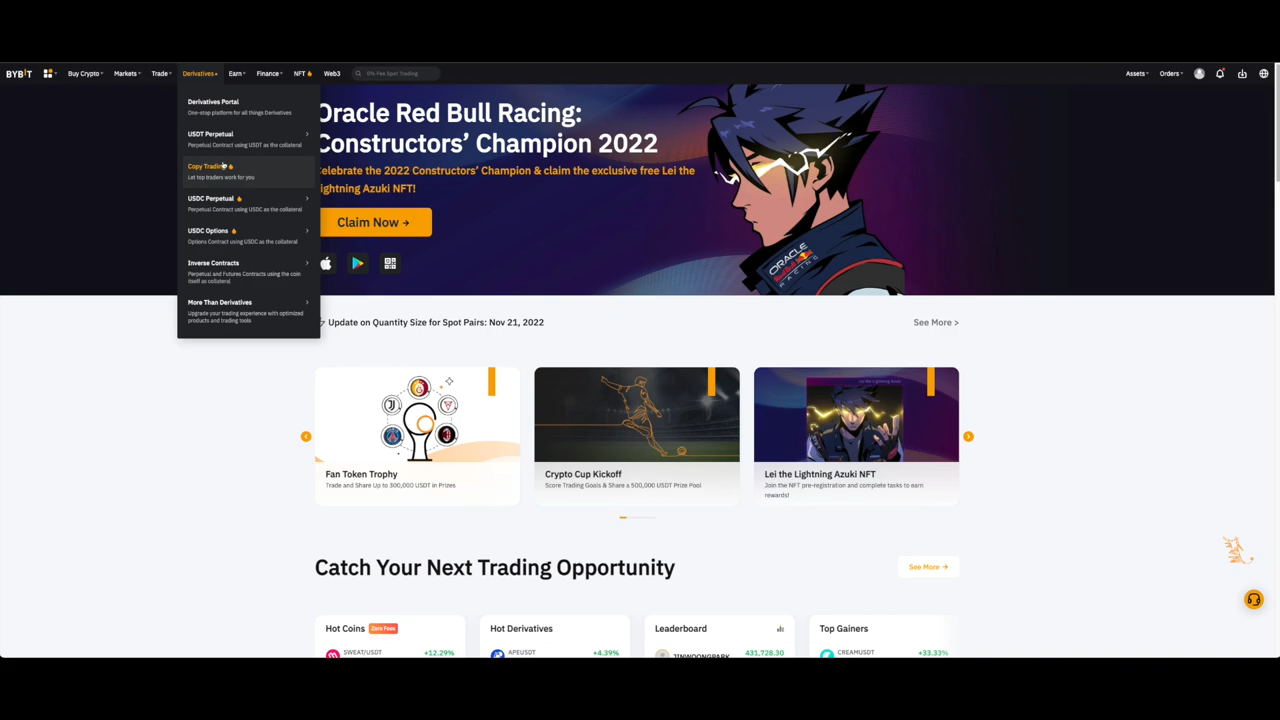 BYBIT
Buy Crypto
Markets
Trade
Derivatives
Earn
Finance
NFT
Web3
0% Fee Spot Trading
Assets
Orders
Derivatives Portal
One-stop platform for all things Derivatives
USDT Perpetual
Perpetual Contract using USDT as the collateral
Copy Trading
Let top traders work for you
USDC Perpetual
Perpetual Contract using USDC as the collateral
USDC Options
Options Contract using USDC as the collateral
Inverse Contracts
Perpetual and Futures Contracts using the coin
itself as collateral
More Than Derivatives
Upgrade your trading experience with optimized
products and trading tools
Oracle Red Bull Racing:
Constructors' Champion 2022
Celebrate the 2022 Constructors' Champion & claim the exclusive free Lei the
Lightning Azuki NFT!
Claim Now →
ORACLE
RACING
Update on Quantity Size for Spot Pairs: Nov 21, 2022
See More >
Fan Token Trophy
Trade and Share Up to 300,000 USDT in Prizes
Crypto Cup Kickoff
Score Trading Goals & Share a 500,000 USDT Prize Pool
Lei the Lightning Azuki NFT
Join the NFT pre-registration and complete tasks to earn
rewards!
Catch Your Next Trading Opportunity
See More →
Hot Coins
Zero Fees
SWEAT/USDT
+12.29%
Hot Derivatives
APEUSDT
+4.39%
Leaderboard
JINWOONGPARK
431,728.30
Top Gainers
CREAMUSDT
+33.33%